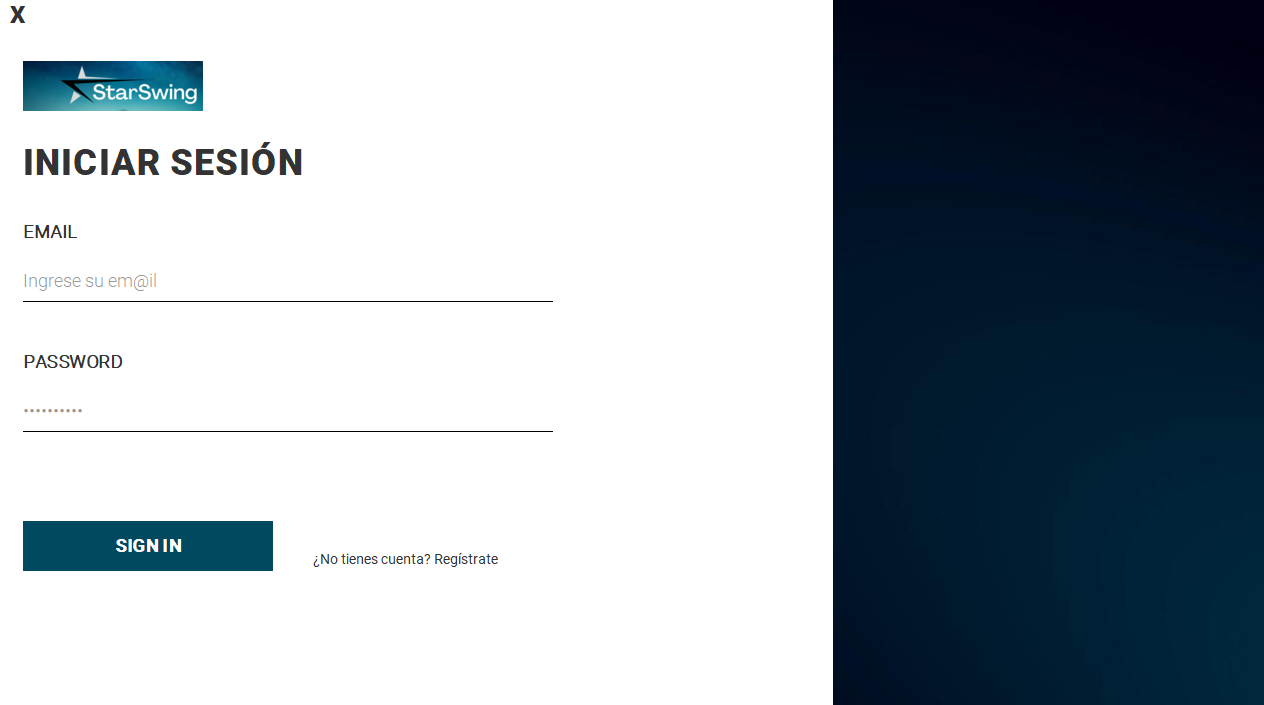 X
StarSwing
INICIAR SESIÓN
EMAIL
Ingrese su em@il
PASSWORD
••••••••••
SIGN IN
¿No tienes cuenta? Regístrate